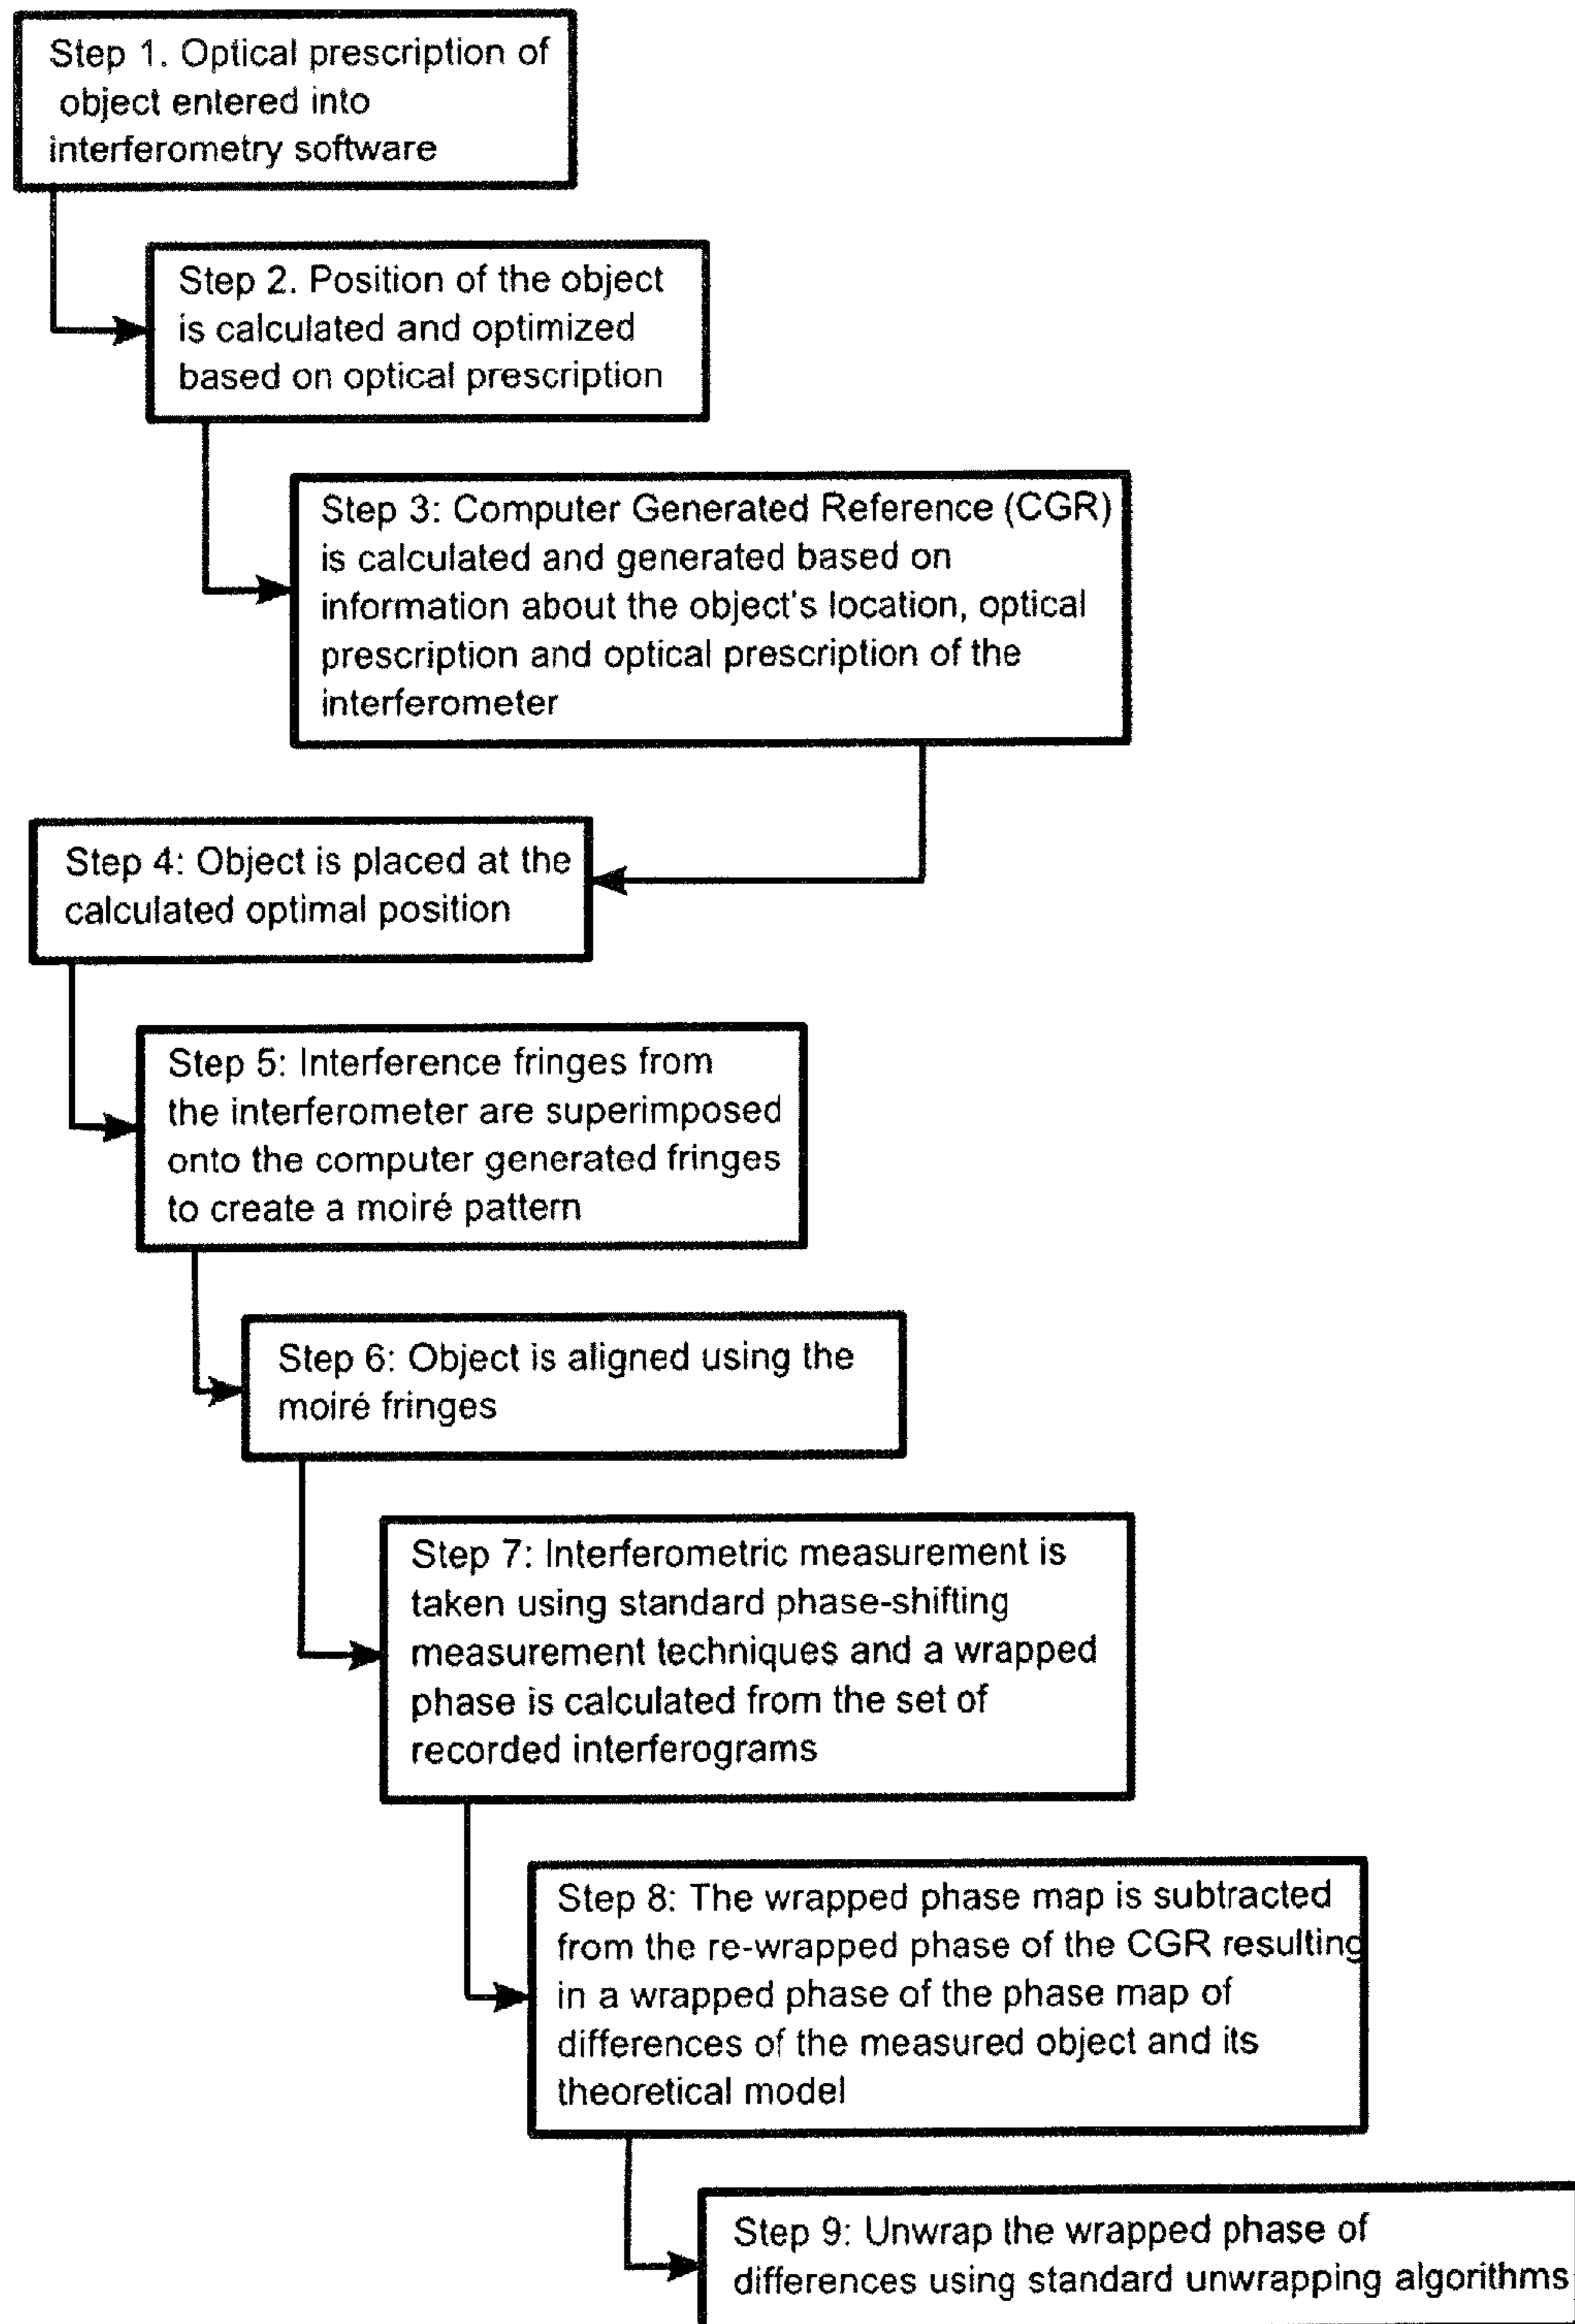 Step 1. Optical prescription of
object entered into
interferometry software
Step 2. Position of the object
is calculated and optimized
based on optical prescription
Step 3: Computer Generated Reference (CGR)
is calculated and generated based on
information about the object's location, optical
prescription and optical prescription of the
interferometer
Step 4: Object is placed at the
calculated optimal position
Step 5: Interference fringes from
the interferometer are superimposed
onto the computer generated fringes
to create a moiré pattern
Step 6: Object is aligned using the
moiré fringes
Step 7: Interferometric measurement is
taken using standard phase-shifting
measurement techniques and a wrapped
phase is calculated from the set of
recorded interferograms
Step 8: The wrapped phase map is subtracted
from the re-wrapped phase of the CGR resulting
in a wrapped phase of the phase map of
differences of the measured object and its
theoretical model
Step 9: Unwrap the wrapped phase of
differences using standard unwrapping algorithms